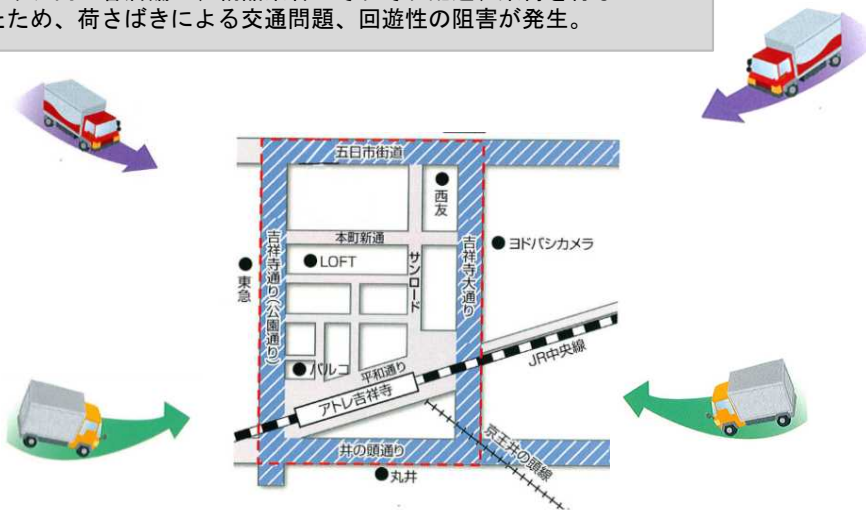 たため、荷さばきによる交通問題、回遊性の阻害が発生。
五日市街道
西友
本町新通
ヨドバシカメラ
LOFT
サンロード
吉祥寺大通り
東急
吉祥寺通り(公園通り)
JR中央線
パルコ
平和通り
アトレ吉祥寺
京王井の頭線
井の頭通り
丸井